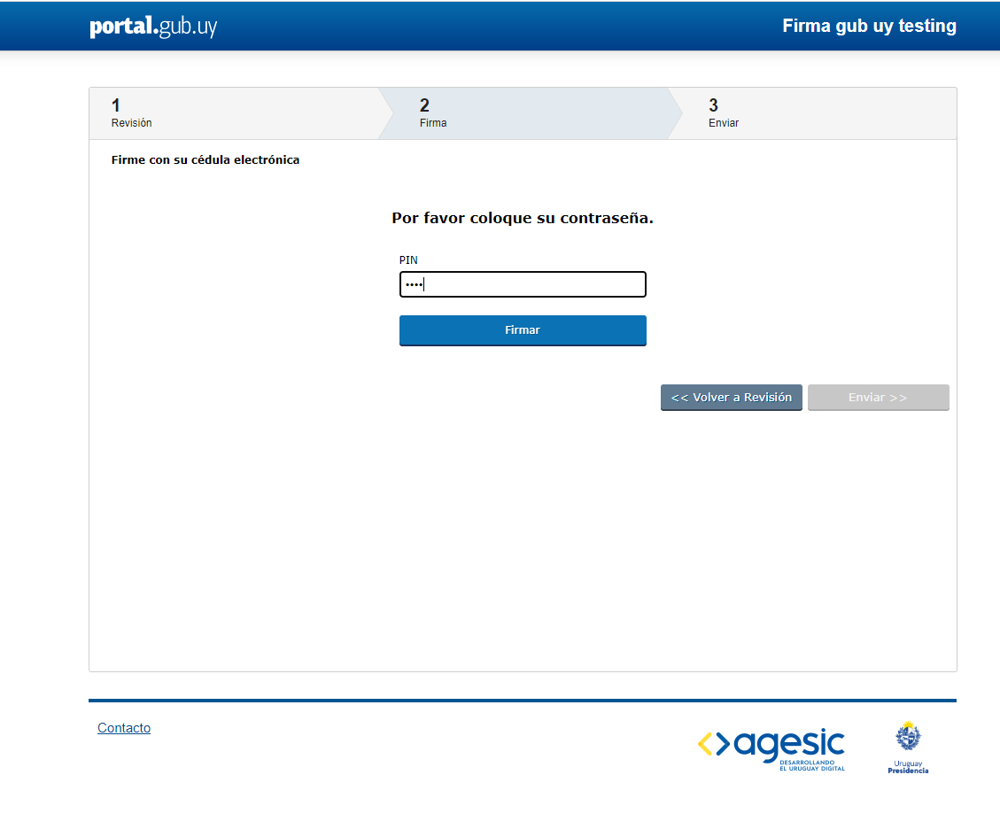 portal.gub.uy
Firma gub uy testing
1
Revisión
2
Firma
3
Enviar
Firme con su cédula electrónica
Por favor coloque su contraseña.
PIN
••••
Firmar
<< Volver a Revisión
Enviar >>
Contacto
agesic
DESARROLLANDO
EL URUGUAY DIGITAL
Uruguay
Presidencia